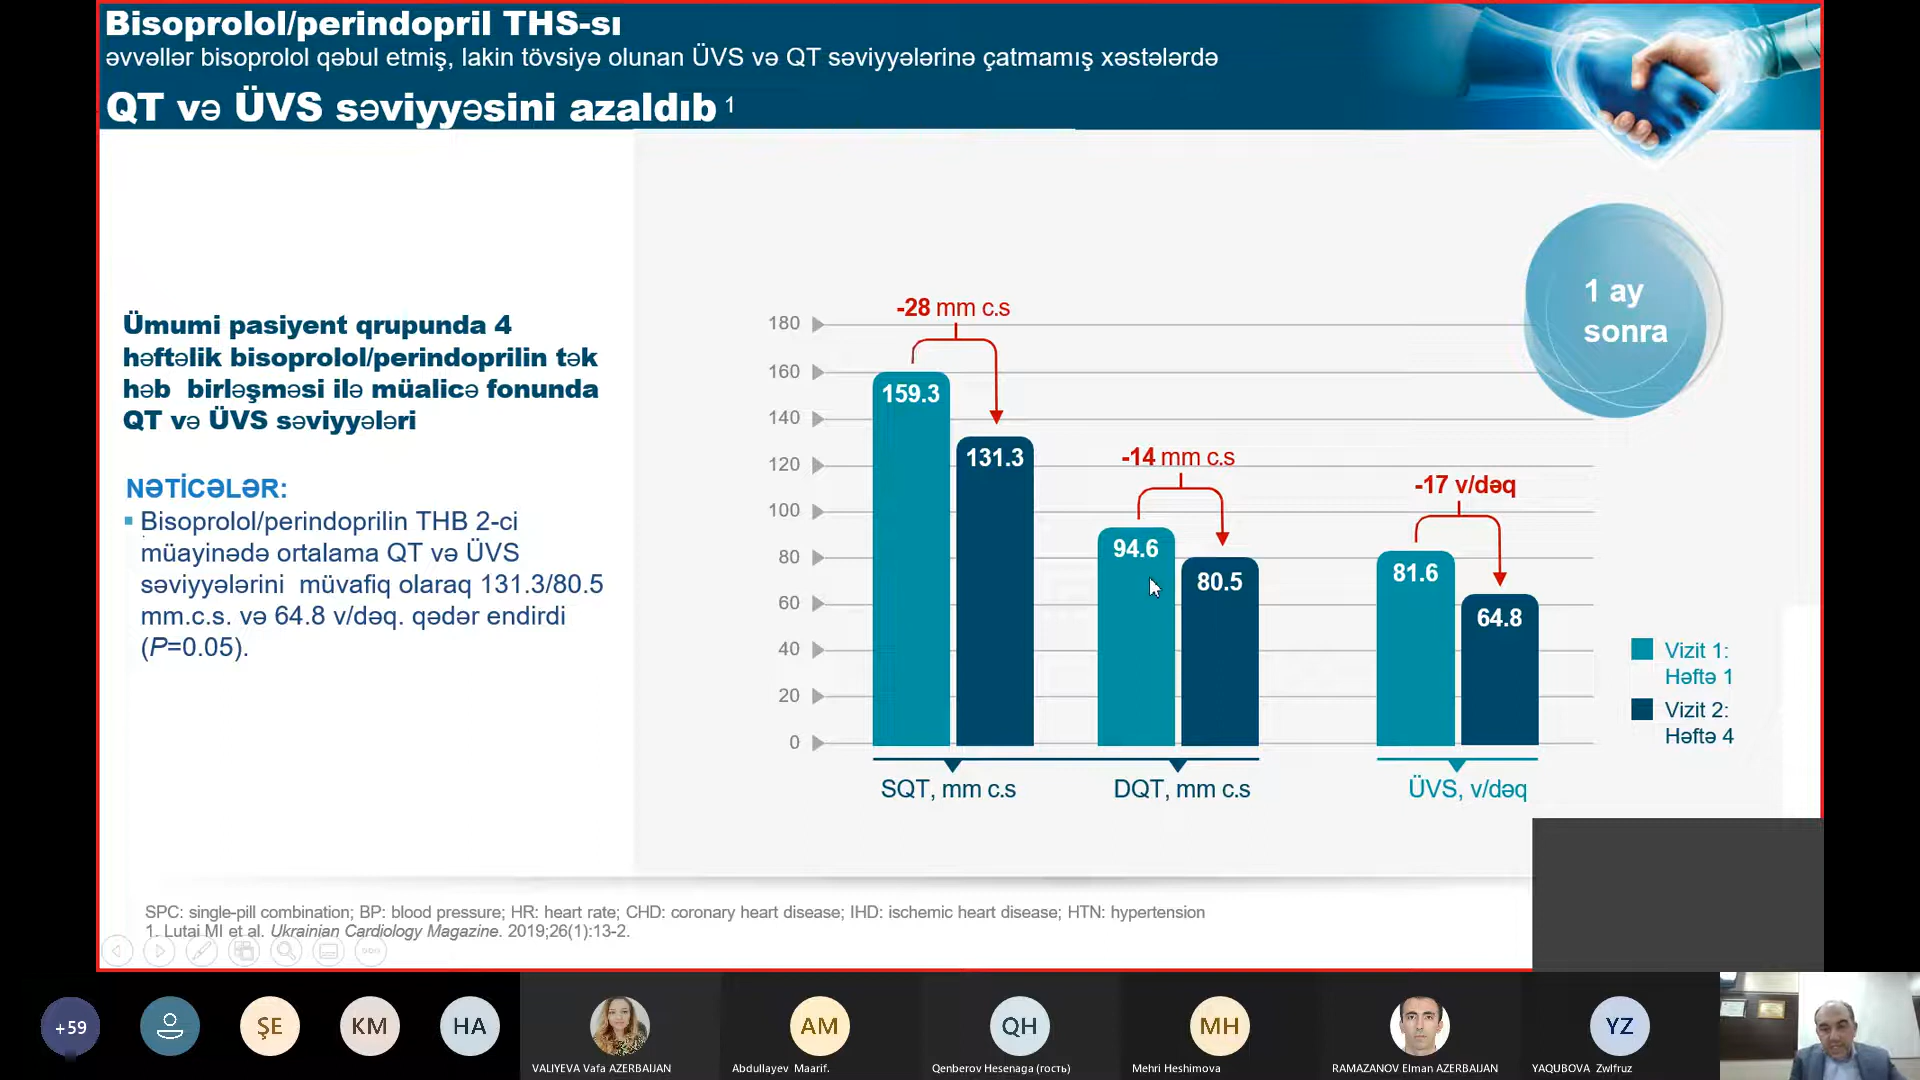 Bisoprolol/perindopril THS-sı
əvvəllər bisoprolol qəbul etmiş, lakin tövsiyə olunan ÜVS və QT səviyyələrinə çatmamış xəstələrdə
QT və ÜVS səviyyəsini azaldıb 1
1 ay
sonra
Ümumi pasiyent qrupunda 4
həftəlik bisoprolol/perindoprilin tək
həb birləşməsi ilə müalicə fonunda
QT və ÜVS səviyyələri
NƏTİCƏLƏR:
Bisoprolol/perindoprilin THB 2-ci
müayinədə ortalama QT və ÜVS
səviyyələrini müvafiq olaraq 131.3/80.5
mm.c.s. və 64.8 v/dəq. qədər endirdi
(P=0.05).
-28 mm c.s
-14 mm c.s
-17 v/dəq
180
160
140
120
100
80
60
40
20
0
159.3
131.3
94.6
80.5
81.6
64.8
SQT, mm c.s
DQT, mm c.s
ÜVS, v/dəq
Vizit 1:
Həftə 1
Vizit 2:
Həftə 4
SPC: single-pill combination; BP: blood pressure; HR: heart rate; CHD: coronary heart disease; IHD: ischemic heart disease; HTN: hypertension
1. Lutai MI et al. Ukrainian Cardiology Magazine. 2019;26(1):13-2.
+59
ŞE
KM
HA
AM
QH
MH
YZ
VALIYEVA Vafa AZERBAIJAN
Abdullayev Maarif.
Qenberov Hesenaga (гость)
Mehri Heshimova
RAMAZANOV Elman AZERBAIJAN
YAQUBOVA Zwlfruz